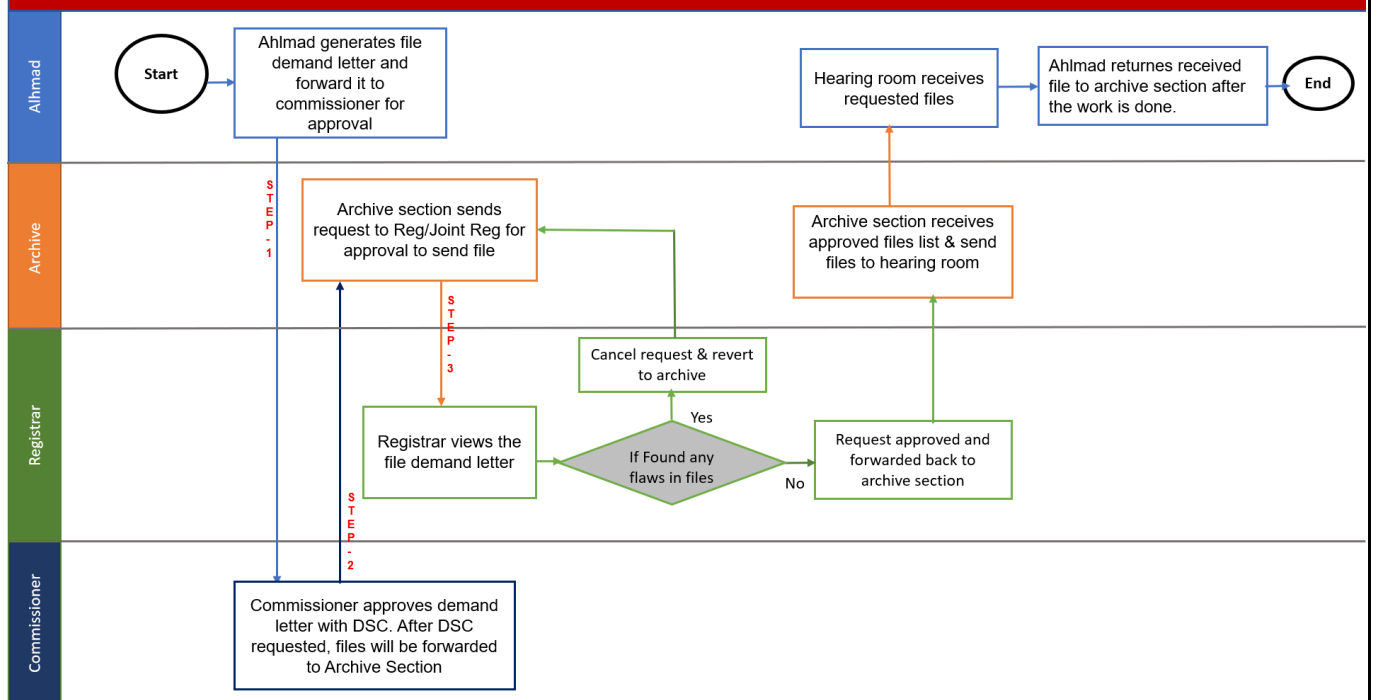 Alhmad
Start
Ahlmad generates file
demand letter and
forward it to
commissioner for
approval
Hearing room receives
requested files
Ahlmad returnes received
file to archive section after
the work is done.
End
Archive
STEP-1
Archive section sends
request to Reg/Joint Reg for
approval to send file
STEP-3
Archive section receives
approved files list & send
files to hearing room
Registrar
Cancel request & revert
to archive
Yes
Registrar views the
file demand letter
If Found any
flaws in files
No
Request approved and
forwarded back to
archive section
STEP-2
Commissioner
Commissioner approves demand
letter with DSC. After DSC
requested, files will be forwarded
to Archive Section